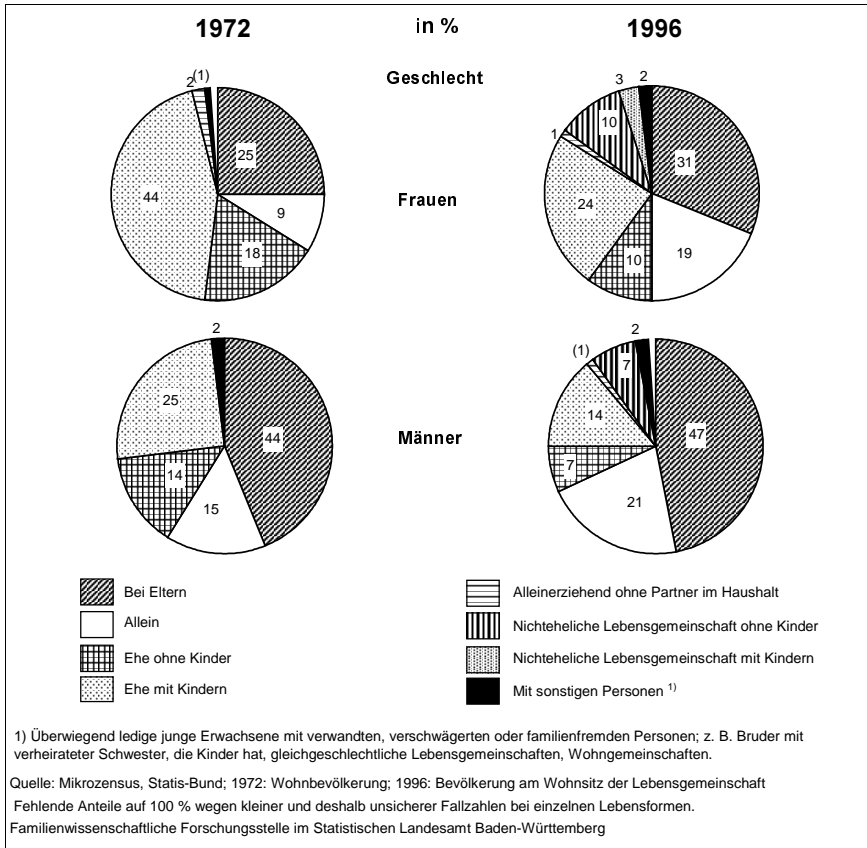 1972 in % 1996
Geschlecht
2 (1)
25
44
9
18
Frauen
3 2
10
1
31
24
10
19
2
25
44
14
15
Männer
2
(1)
7
14
47
7
21
Bei Eltern
Allein
Ehe ohne Kinder
Ehe mit Kindern
Alleinerziehend ohne Partner im Haushalt
Nichteheliche Lebensgemeinschaft ohne Kinder
Nichteheliche Lebensgemeinschaft mit Kindern
Mit sonstigen Personen 1)
1) Überwiegend ledige junge Erwachsene mit verwandten, verschwägerten oder familienfremden Personen; z. B. Bruder mit
verheirateter Schwester, die Kinder hat, gleichgeschlechtliche Lebensgemeinschaften, Wohngemeinschaften.
Quelle: Mikrozensus, Statis-Bund; 1972: Wohnbevölkerung; 1996: Bevölkerung am Wohnsitz der Lebensgemeinschaft
Fehlende Anteile auf 100 % wegen kleiner und deshalb unsicherer Fallzahlen bei einzelnen Lebensformen.
Familienwissenschaftliche Forschungsstelle im Statistischen Landesamt Baden-Württemberg